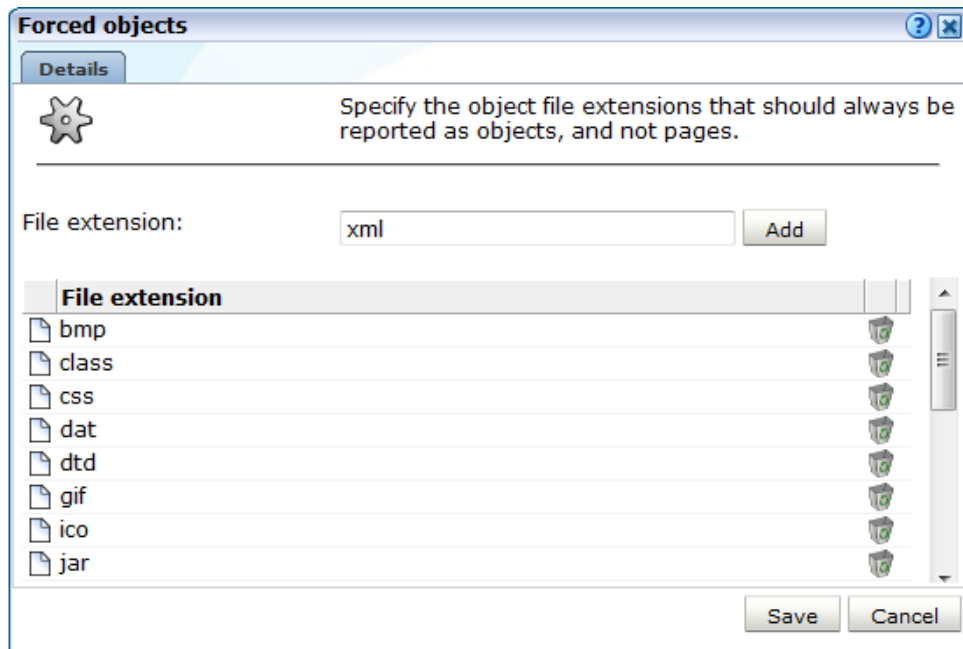 Forced objects
Details
Specify the object file extensions that should always be
reported as objects, and not pages.
File extension:
xml
Add
File extension
bmp
class
css
dat
dtd
gif
ico
jar
Save
Cancel